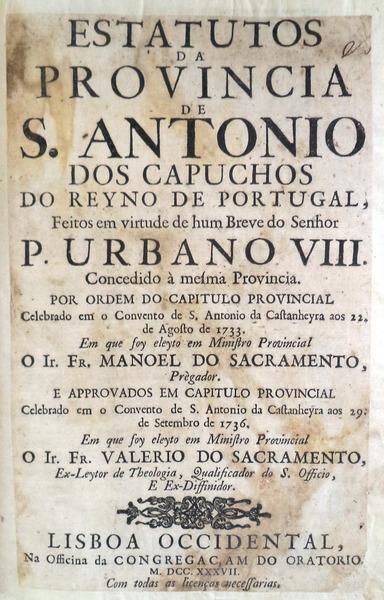 ESTATUTOS
DA
PROVINCIA
DE
S. ANTONIO
DOS CAPUCHOS
DO REYNO DE PORTUGAL,
Feitos em virtude de hum Breve do Senhor
P. URBANO VIII.
Concedido à mesma Provincia.
POR ORDEM DO CAPITULO PROVINCIAL
Celebrado em o Convento de S. Antonio da Castanheyra aos 22.
de Agosto de 1733.
Em que foy eleyto em Ministro Provincial
O Ir. Fr. MANOEL DO SACRAMENTO,
Prègador.
E APPROVADOS EM CAPITULO PROVINCIAL
Celebrado em o Convento de S. Antonio da Castanheyra aos 29.
de Setembro de 1736.
Em que foy eleyto em Ministro Provincial
O Ir. Fr. VALERIO DO SACRAMENTO,
Ex-Leytor de Theologia, Qualificador do S. Officio,
E Ex-Diffinidor.
LISBOA OCCIDENTAL,
Na Officina da CONGREGAC,AM DO ORATORIO.
M. DCC. XXXVII.
Com todas as licenças necessarias.